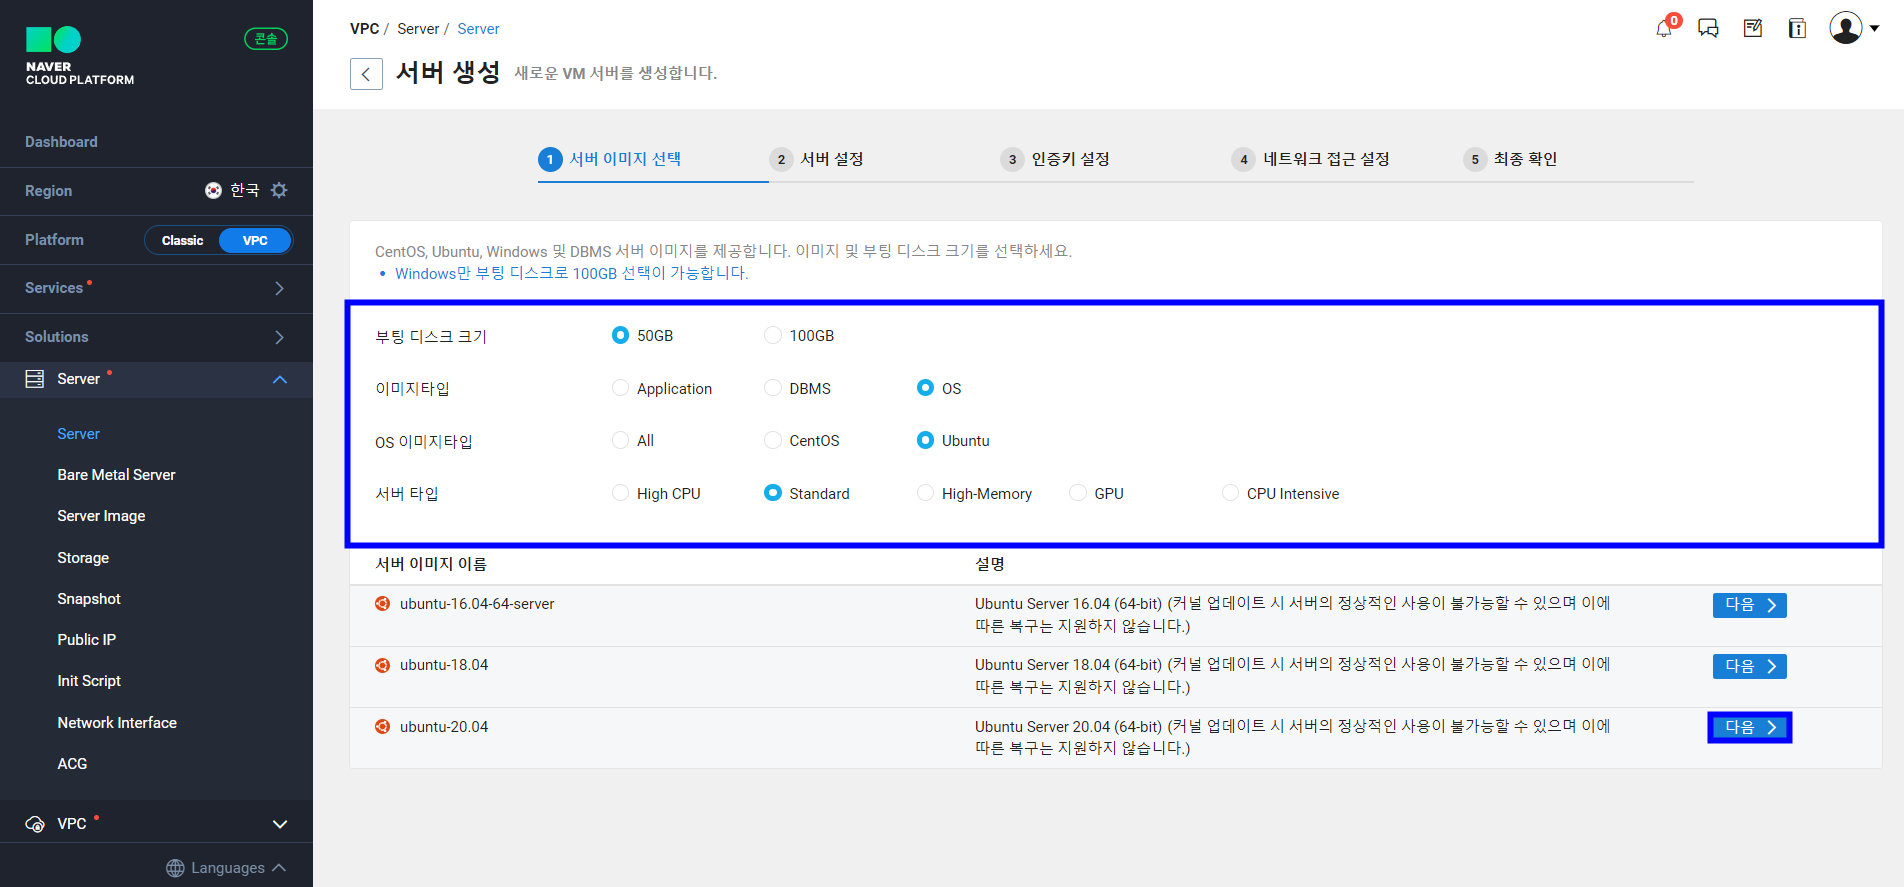 NAVER
CLOUD PLATFORM
콘솔
Dashboard
Region
한국
Platform
Classic
VPC
Services
Solutions
Server
Server
Bare Metal Server
Server Image
Storage
Snapshot
Public IP
Init Script
Network Interface
ACG
VPC
Languages
VPC / Server / Server
0
서버 생성 새로운 VM 서버를 생성합니다.
1 서버 이미지 선택
2 서버 설정
3 인증키 설정
4 네트워크 접근 설정
5 최종 확인
CentOS, Ubuntu, Windows 및 DBMS 서버 이미지를 제공합니다. 이미지 및 부팅 디스크 크기를 선택하세요.
• Windows만 부팅 디스크로 100GB 선택이 가능합니다.
부팅 디스크 크기 50GB 100GB
이미지타입 Application DBMS OS
OS 이미지타입 All CentOS Ubuntu
서버 타입 High CPU Standard High-Memory GPU CPU Intensive
서버 이미지 이름 설명
ubuntu-16.04-64-server Ubuntu Server 16.04 (64-bit) (커널 업데이트 시 서버의 정상적인 사용이 불가능할 수 있으며 이에 다음
따른 복구는 지원하지 않습니다.)
ubuntu-18.04 Ubuntu Server 18.04 (64-bit) (커널 업데이트 시 서버의 정상적인 사용이 불가능할 수 있으며 이에 다음
따른 복구는 지원하지 않습니다.)
ubuntu-20.04 Ubuntu Server 20.04 (64-bit) (커널 업데이트 시 서버의 정상적인 사용이 불가능할 수 있으며 이에 다음
따른 복구는 지원하지 않습니다.)